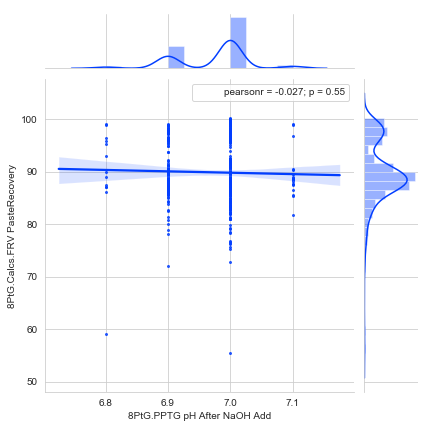 pearsonr = -0.027; p = 0.55
100
90
80
70
60
50
8PtG.Calcs.FRV PasteRecovery
6.8 6.9 7.0 7.1
8PtG.PPTG pH After NaOH Add